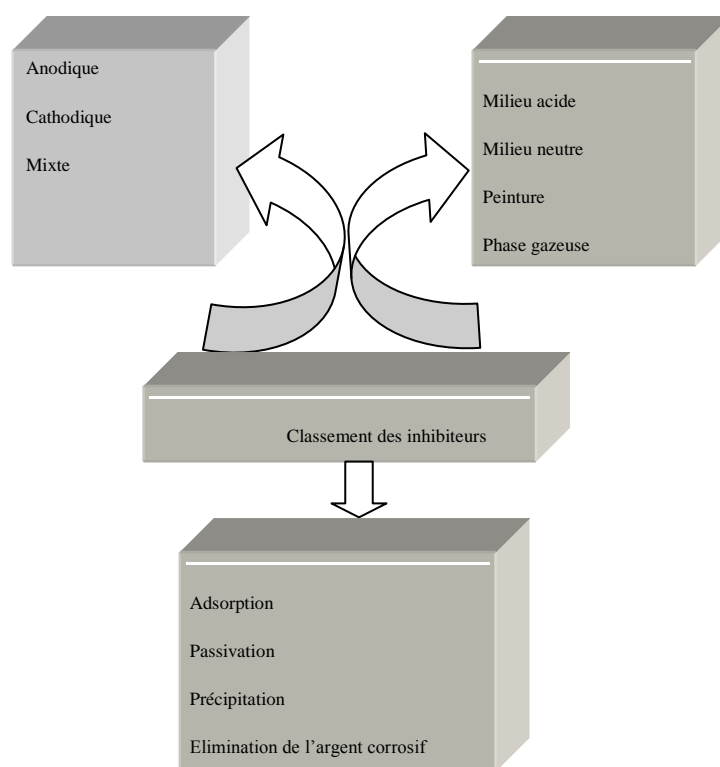 Anodique
Cathodique
Mixte
Milieu acide
Milieu neutre
Peinture
Phase gazeuse
Classement des inhibiteurs
Adsorption
Passivation
Précipitation
Elimination de l'argent corrosif